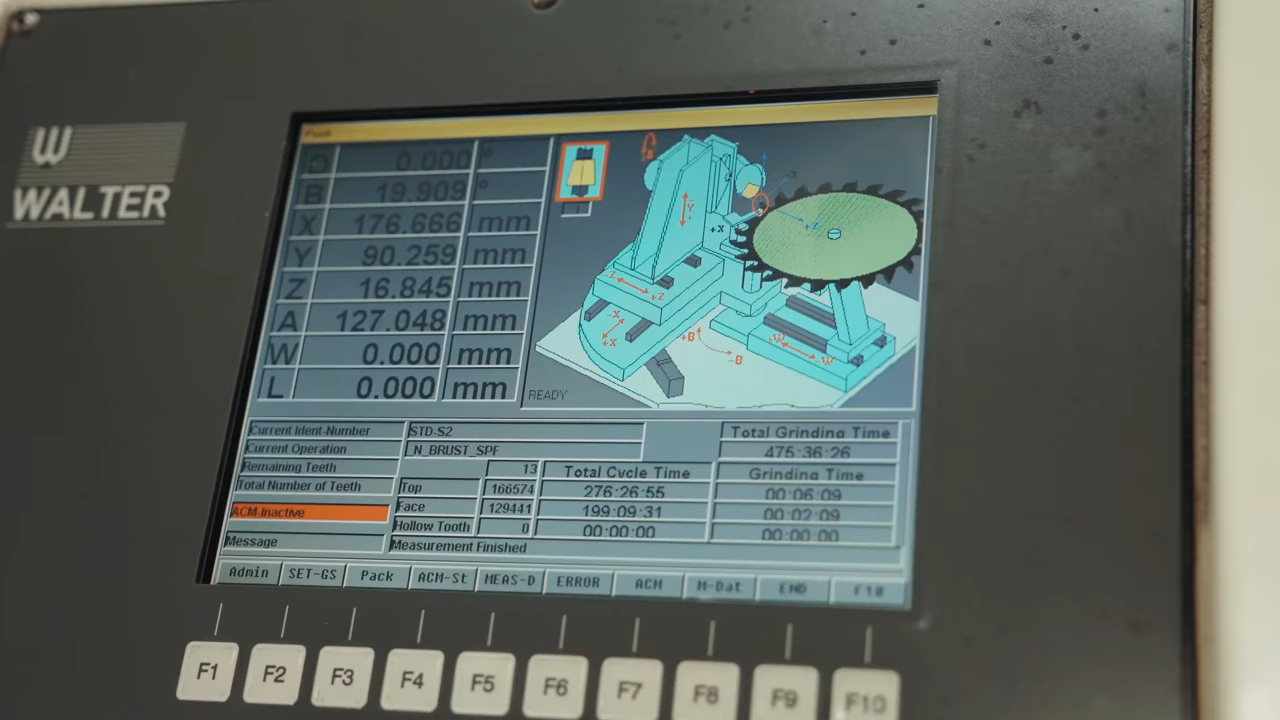 W
WALTER
0.000 °
B 19.909 °
X 176.666 mm
Y 90.259 mm
Z 16.845 mm
A 127.048 mm
W 0.000 mm
L 0.000 mm
+Y
+X
-Z
+Z
-X
+X
+Z
+B
-B
+W
-W
READY
Current Ident-Number STD-S2
Current Operation N_BRUST_SPF
Remaining Teeth 13
Total Number of Teeth
Total Grinding Time
475:36:26
Total Cycle Time Grinding Time
Top 166574 276:26:55 00:06:09
ACM-Inactive
Face 129441 199:09:31 00:02:09
Hollow Tooth 0 00:00:00 00:00:00
Message Measurement Finished
Admin SET-GS Pack ACM-St MEAS-D ERROR ACM M-Dat END F10
F1 F2 F3 F4 F5 F6 F7 F8 F9 F10